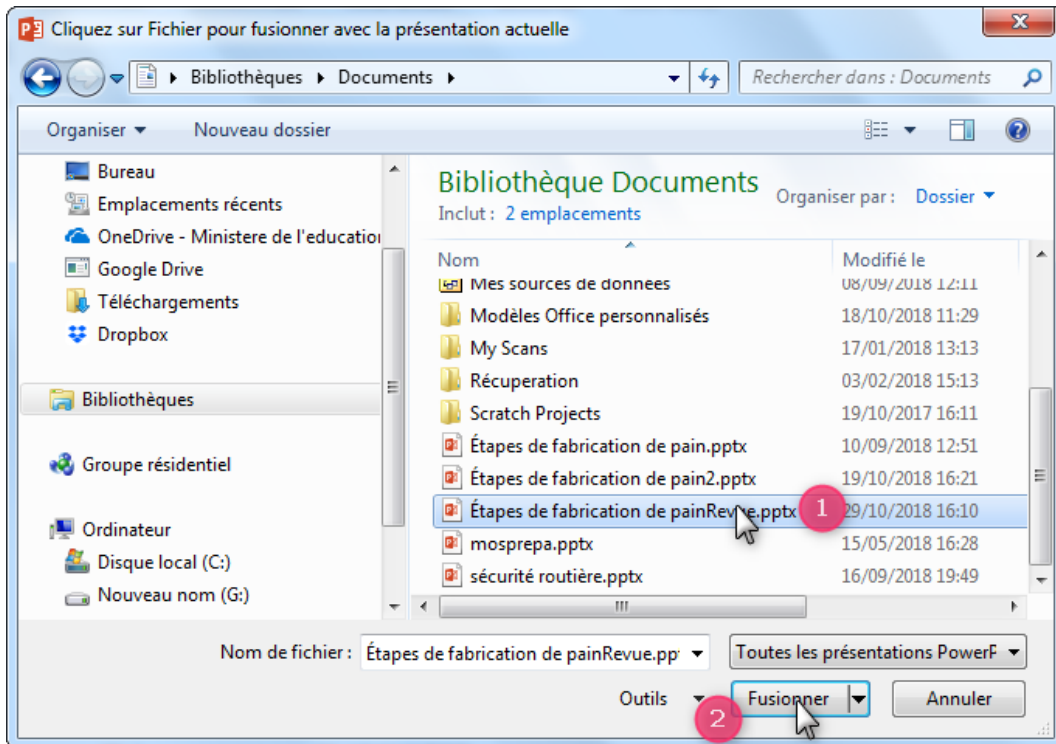 Cliquez sur Fichier pour fusionner avec la présentation actuelle
Bibliothèques Documents
Rechercher dans : Documents
Organiser Nouveau dossier
Bureau
Emplacements récents
OneDrive - Ministere de l'education
Google Drive
Téléchargements
Dropbox
Bibliothèques
Groupe résidentiel
Ordinateur
Disque local (C:)
Nouveau nom (G:)
Bibliothèque Documents
Inclut : 2 emplacements
Organiser par : Dossier
Nom Modifié le
Mes sources de données 08/09/2018 12:11
Modèles Office personnalisés 18/10/2018 11:29
My Scans 17/01/2018 13:13
Récuperation 03/02/2018 15:13
Scratch Projects 19/10/2017 16:11
Étapes de fabrication de pain.pptx 10/09/2018 12:51
Étapes de fabrication de pain2.pptx 19/10/2018 16:21
Étapes de fabrication de painRevue.pptx 1 29/10/2018 16:10
mosprepa.pptx 15/05/2018 16:28
sécurité routière.pptx 16/09/2018 19:49
Nom de fichier : Étapes de fabrication de painRevue.pp Toutes les présentations PowerP
Outils 2 Fusionner Annuler